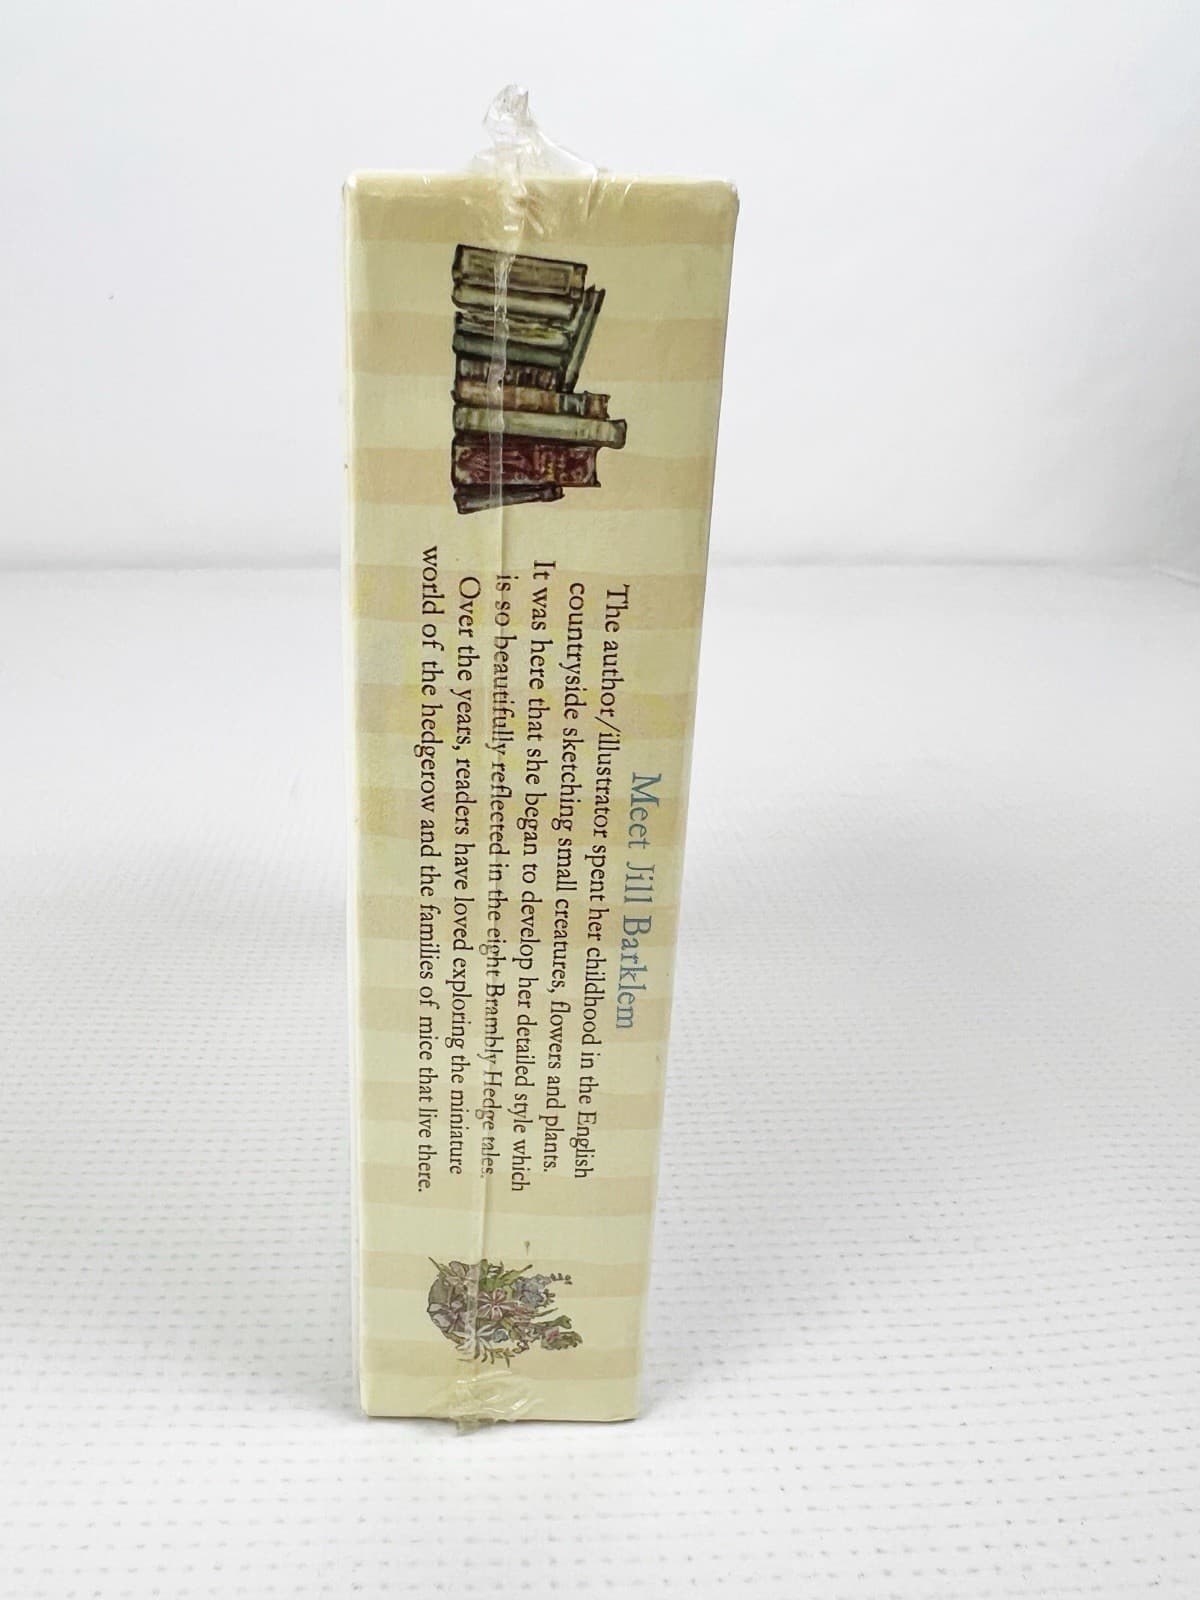 Meet Jill Barklem
The author/illustrator spent her childhood in the English
countryside sketching small creatures, flowers and plants.
It was here that she began to develop her detailed style which
is so beautifully reflected in the eight Brambly Hedge tales.
Over the years, readers have loved exploring the miniature
world of the hedgerow and the families of mice that live there.